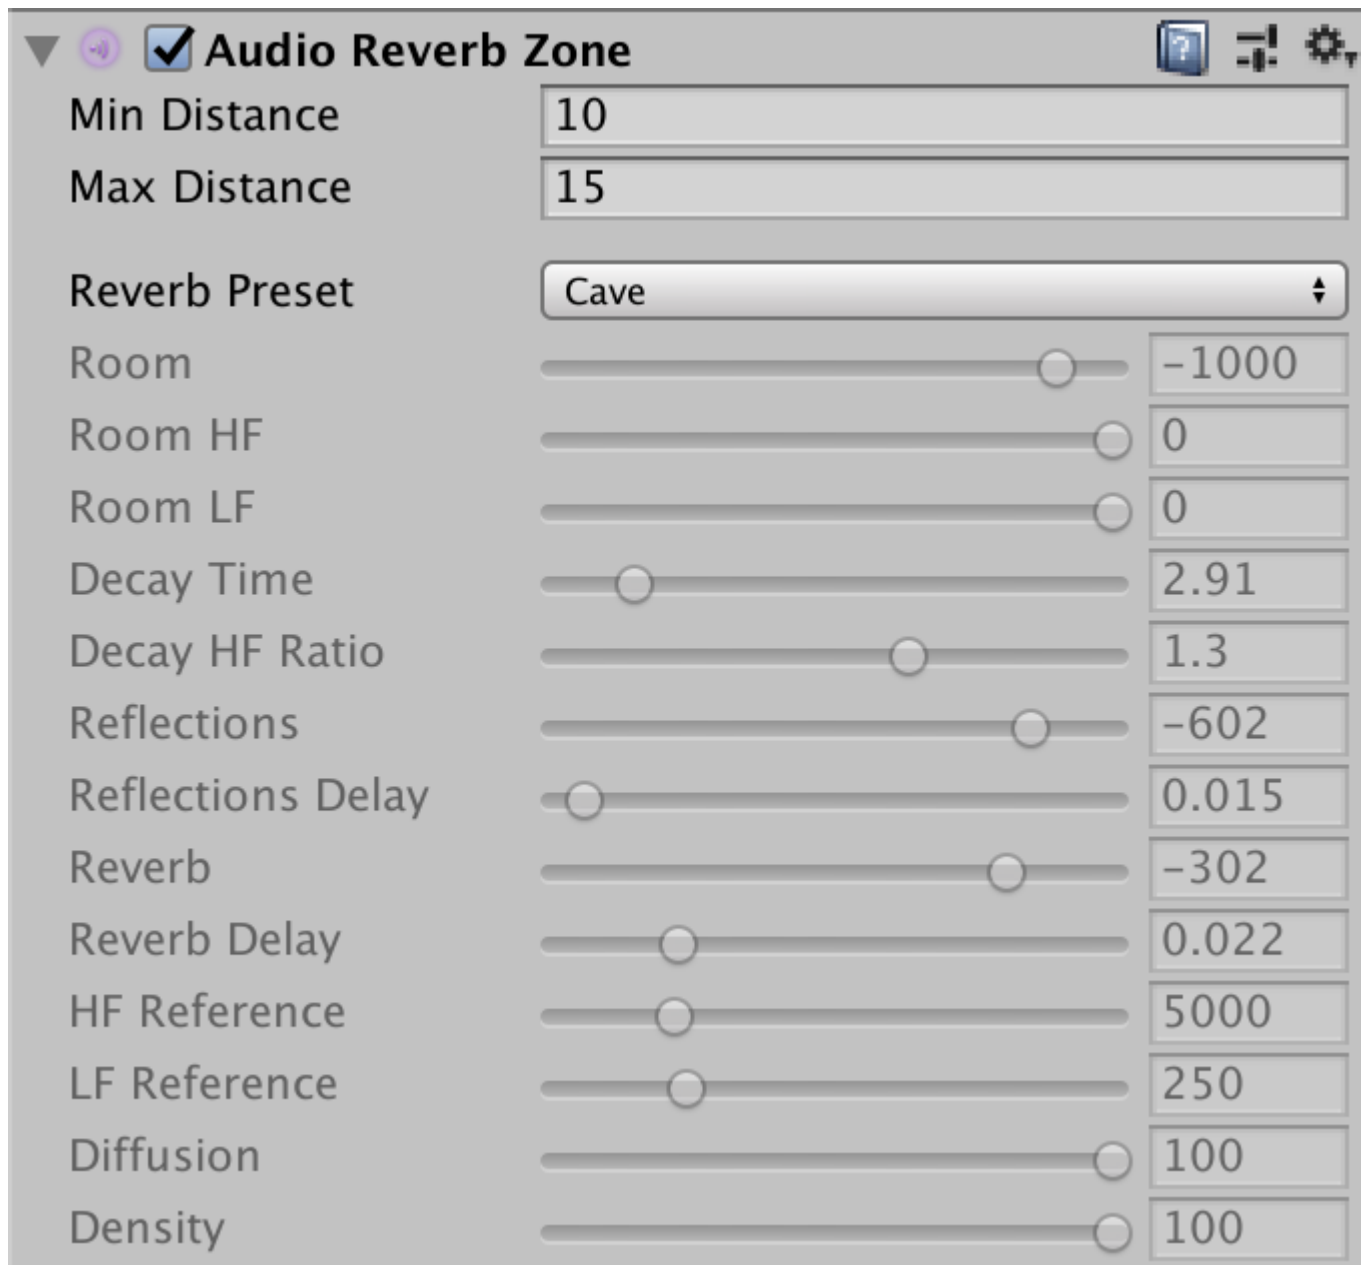 Audio Reverb Zone
Min Distance 10
Max Distance 15
Reverb Preset Cave
Room -1000
Room HF 0
Room LF 0
Decay Time 2.91
Decay HF Ratio 1.3
Reflections -602
Reflections Delay 0.015
Reverb -302
Reverb Delay 0.022
HF Reference 5000
LF Reference 250
Diffusion 100
Density 100